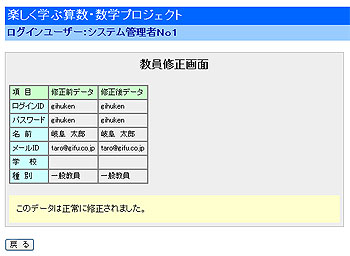 楽しく学ぶ算数・数学プロジェクト
ログインユーザー:システム管理者No1
教員修正画面
項 目 修正前データ 修正後データ
ログインID gihuken gihuken
パスワード gihuken gihuken
名 前 岐阜 太郎 岐阜 太郎
メールID taro@gifu.co.jp taro@gifu.co.jp
学 校
種 別 一般教員 一般教員
このデータは正常に修正されました。
戻 る